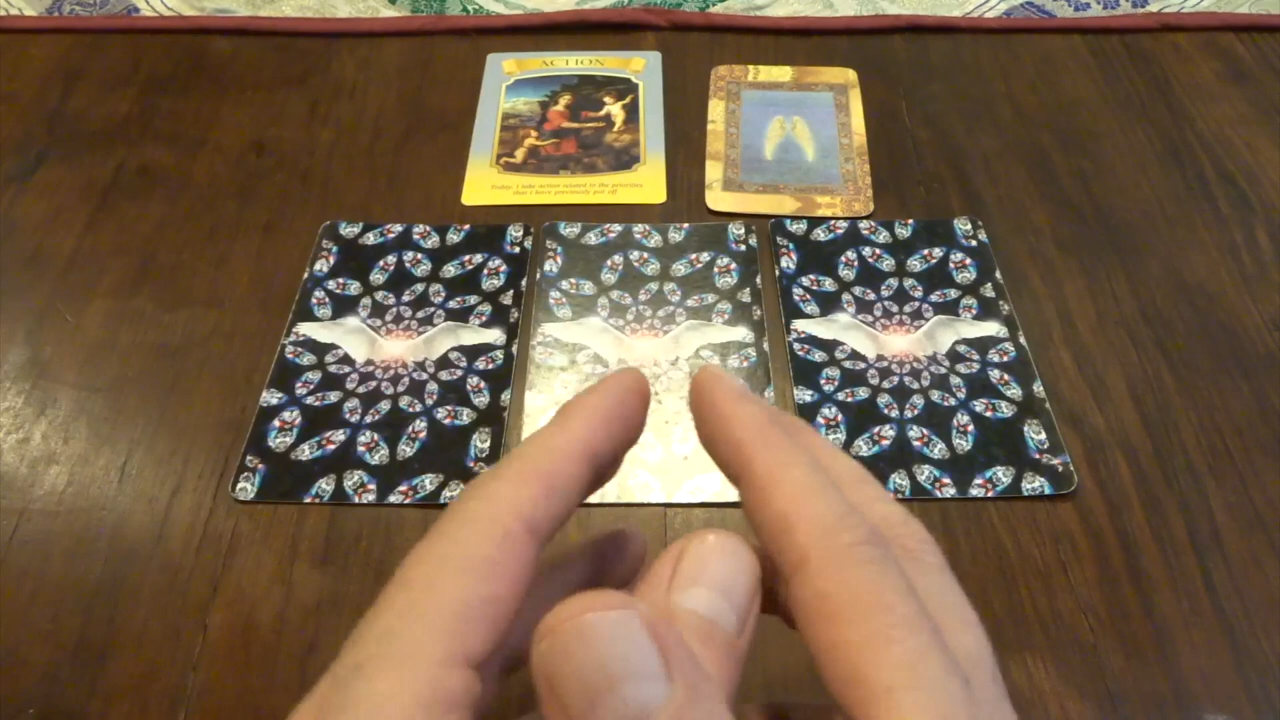 ACTION
Today, I take action related to the priorities
that I have previously put off.